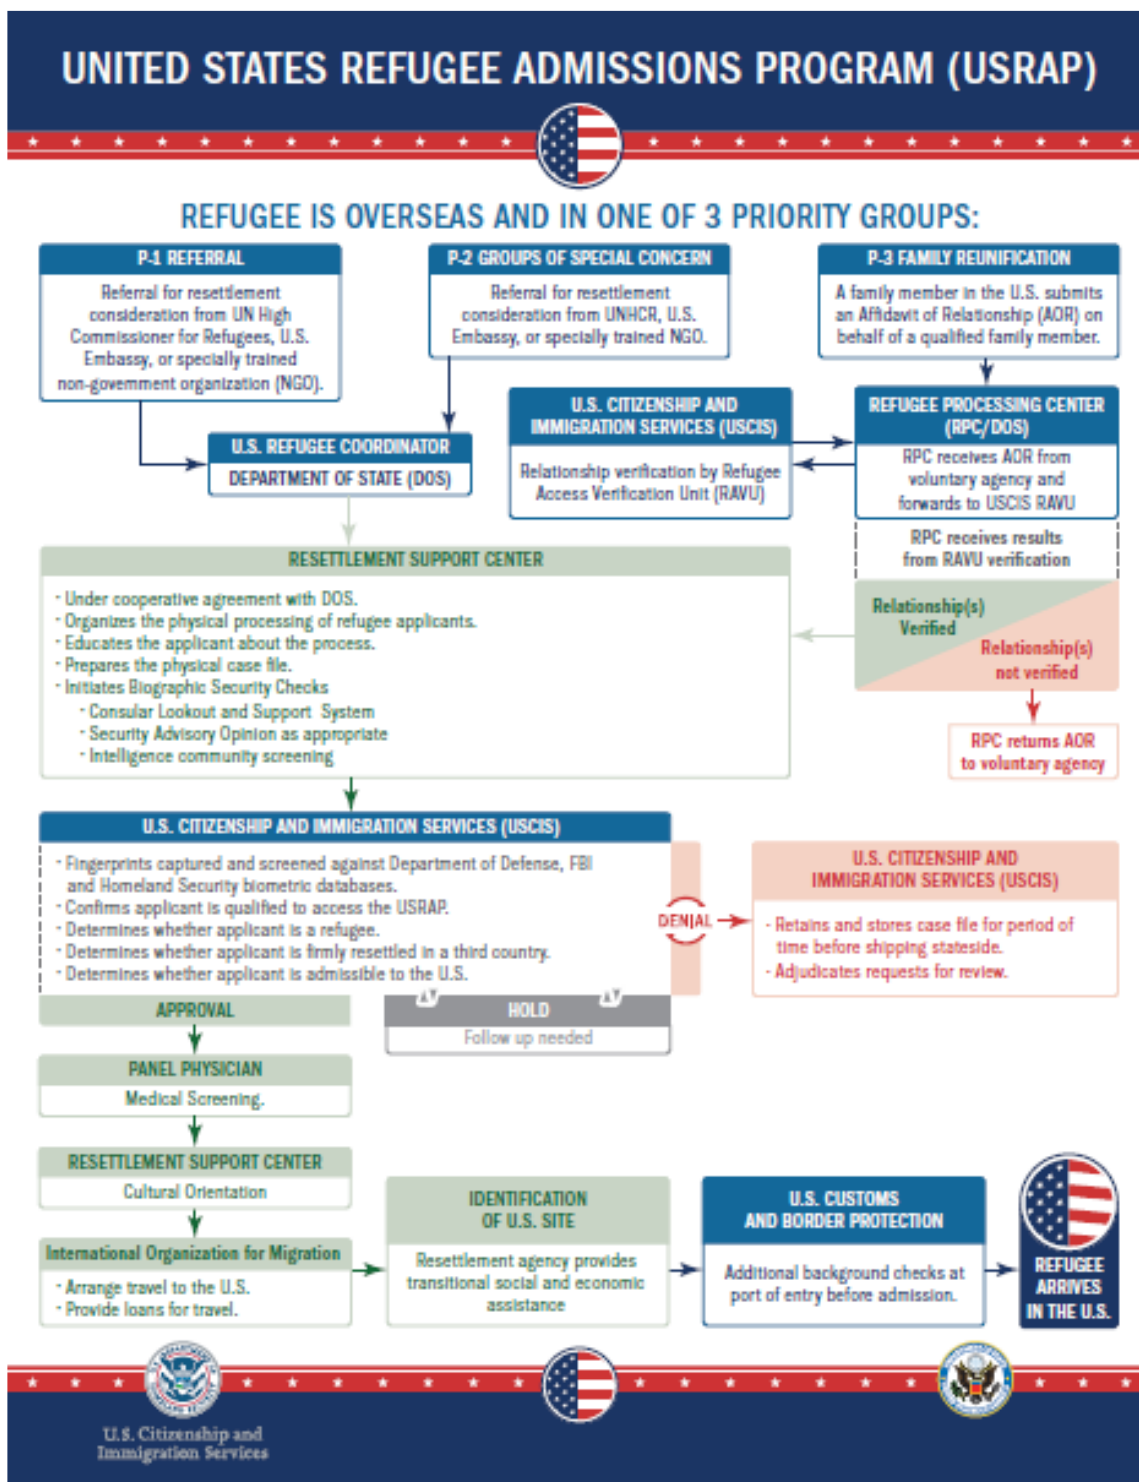 UNITED STATES REFUGEE ADMISSIONS PROGRAM (USRAP)
REFUGEE IS OVERSEAS AND IN ONE OF 3 PRIORITY GROUPS:
P-1 REFERRAL
Referral for resettlement
consideration from UN High
Commissioner for Refugees, U.S.
Embassy, or specially trained
non-government organization (NGO).
P-2 GROUPS OF SPECIAL CONCERN
Referral for resettlement
consideration from UNHCR, U.S.
Embassy, or specially trained NGO.
P-3 FAMILY REUNIFICATION
A family member in the U.S. submits
an Affidavit of Relationship (AOR) on
behalf of a qualified family member.
U.S. REFUGEE COORDINATOR
DEPARTMENT OF STATE (DOS)
U.S. CITIZENSHIP AND
IMMIGRATION SERVICES (USCIS)
Relationship verification by Refugee
Access Verification Unit (RAVU)
REFUGEE PROCESSING CENTER
(RPC/DOS)
RPC receives AOR from
voluntary agency and
forwards to USCIS RAVU
RPC receives results
from RAVU verification
Relationship(s)
Verified
Relationship(s)
not verified
RPC returns AOR
to voluntary agency
RESETTLEMENT SUPPORT CENTER
- Under cooperative agreement with DOS.
- Organizes the physical processing of refugee applicants.
- Educates the applicant about the process.
- Prepares the physical case file.
- Initiates Biographic Security Checks
- Consular Lookout and Support System
- Security Advisory Opinion as appropriate
- Intelligence community screening
U.S. CITIZENSHIP AND IMMIGRATION SERVICES (USCIS)
- Fingerprints captured and screened against Department of Defense, FBI
and Homeland Security biometric databases.
- Confirms applicant is qualified to access the USRAP.
- Determines whether applicant is a refugee.
- Determines whether applicant is firmly resettled in a third country.
- Determines whether applicant is admissible to the U.S.
DENIAL
U.S. CITIZENSHIP AND
IMMIGRATION SERVICES (USCIS)
- Retains and stores case file for period of
time before shipping stateside.
- Adjudicates requests for review.
APPROVAL
HOLD
Follow up needed
PANEL PHYSICIAN
Medical Screening.
RESETTLEMENT SUPPORT CENTER
Cultural Orientation
International Organization for Migration
- Arrange travel to the U.S.
- Provide loans for travel.
IDENTIFICATION
OF U.S. SITE
Resettlement agency provides
transitional social and economic
assistance
U.S. CUSTOMS
AND BORDER PROTECTION
Additional background checks at
port of entry before admission.
REFUGEE
ARRIVES
IN THE U.S.
U.S. Citizenship and
Immigration Services